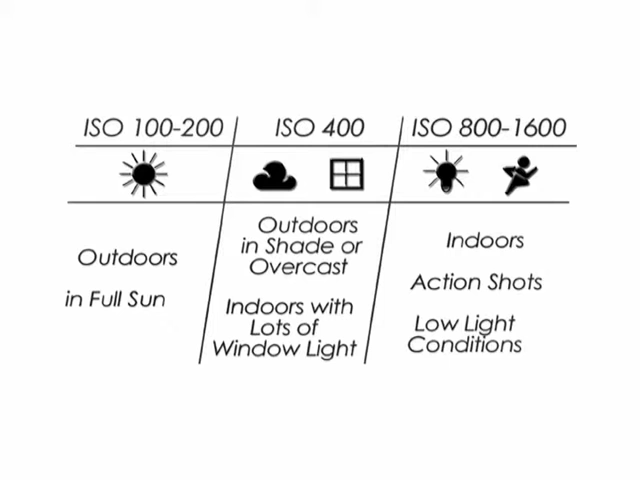 ISO 100-200
ISO 400
ISO 800-1600
Outdoors
in Full Sun
Outdoors
in Shade or
Overcast
Indoors with
Lots of
Window Light
Indoors
Action Shots
Low Light
Conditions